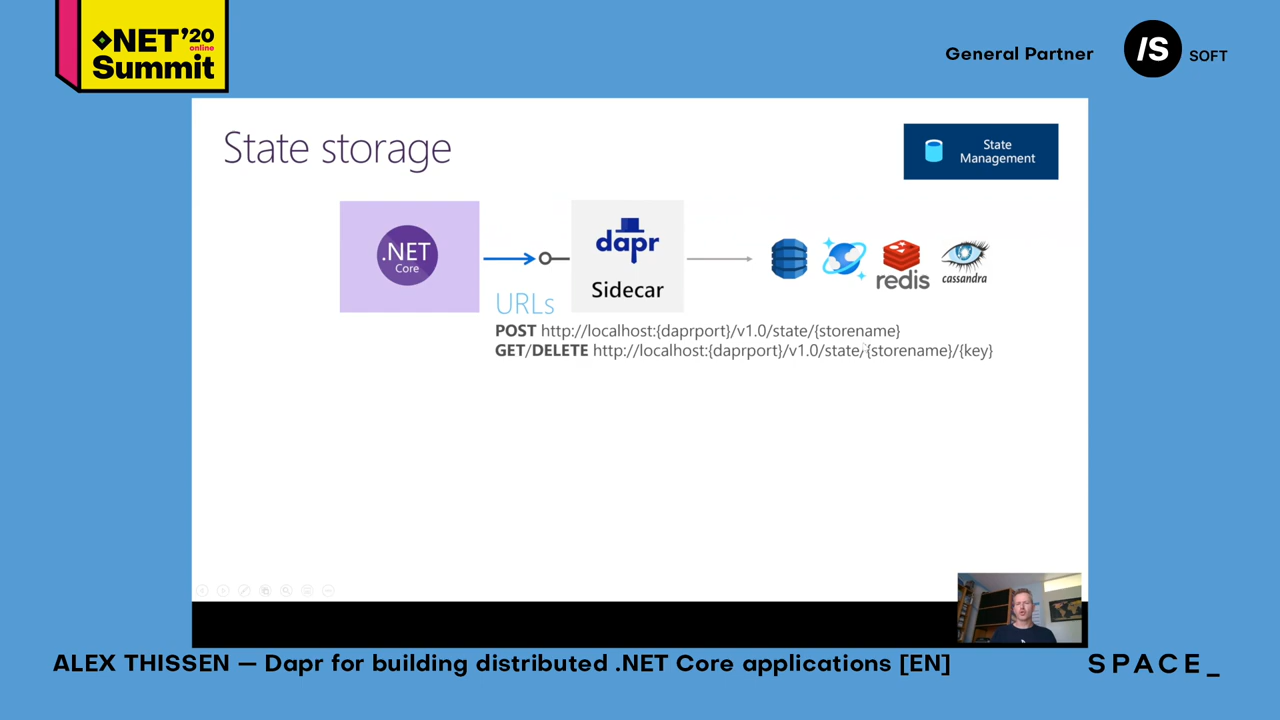 .NET'20
online
Summit
General Partner
/S
SOFT
State storage
State
Management
.NET
Core
dapr
Sidecar
redis
cassandra
URLs
POST http://localhost:{daprport}/v1.0/state/{storename}
GET/DELETE http://localhost:{daprport}/v1.0/state/{storename}/{key}
ALEX THISSEN — Dapr for building distributed .NET Core applications [EN]
SPACE_